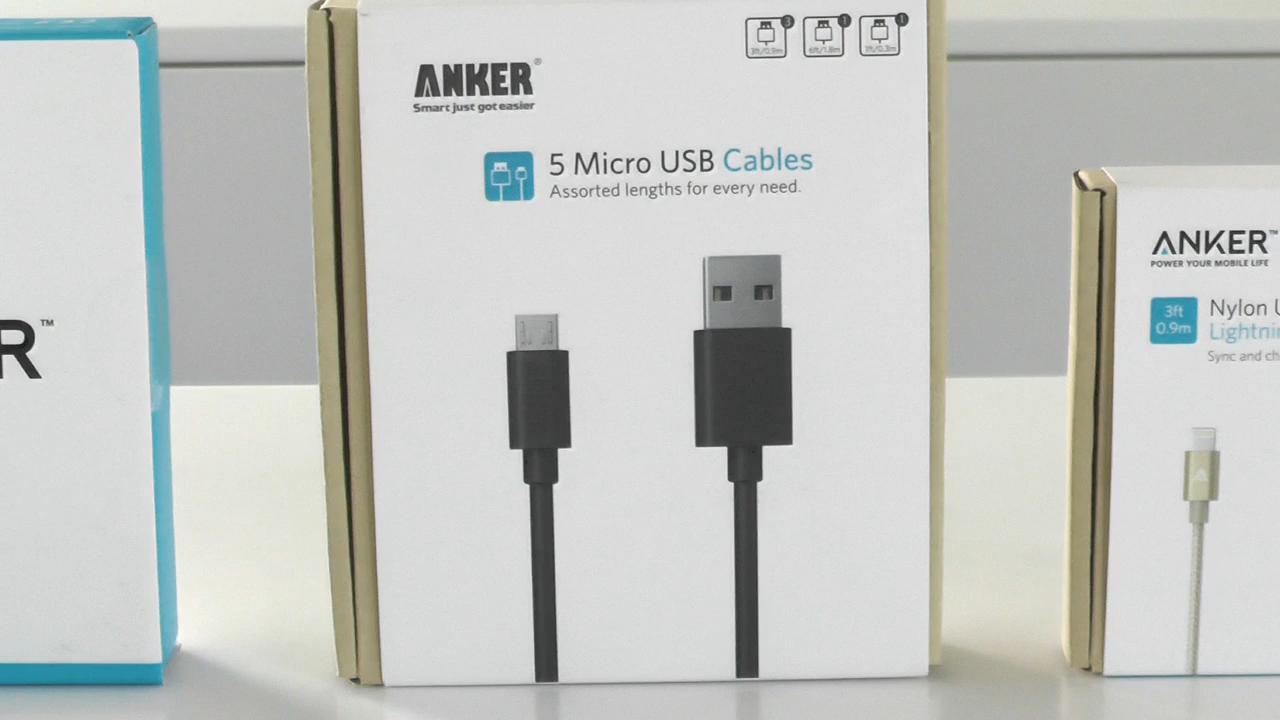 R™
ANKER®
Smart just got easier
3
1
1
3ft/0.9m
6ft/1.8m
1ft/0.3m
5 Micro USB Cables
Assorted lengths for every need.
ANKER™
POWER YOUR MOBILE LIFE
3ft
0.9m
Nylon U
Lightni
Sync and ch